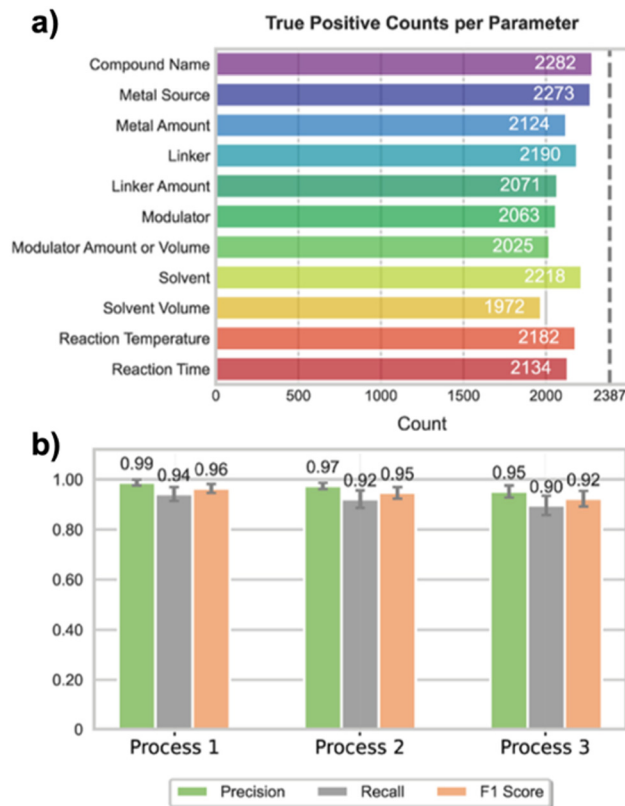 a)
True Positive Counts per Parameter
Compound Name 2282
Metal Source 2273
Metal Amount 2124
Linker 2190
Linker Amount 2071
Modulator 2063
Modulator Amount or Volume 2025
Solvent 2218
Solvent Volume 1972
Reaction Temperature 2182
Reaction Time 2134
0 500 1000 1500 2000 2387
Count
b)
0.99 0.94 0.96 0.97 0.92 0.95 0.95 0.90 0.92
1.00
0.80
0.60
0.40
0.20
0
Process 1 Process 2 Process 3
Precision Recall F1 Score